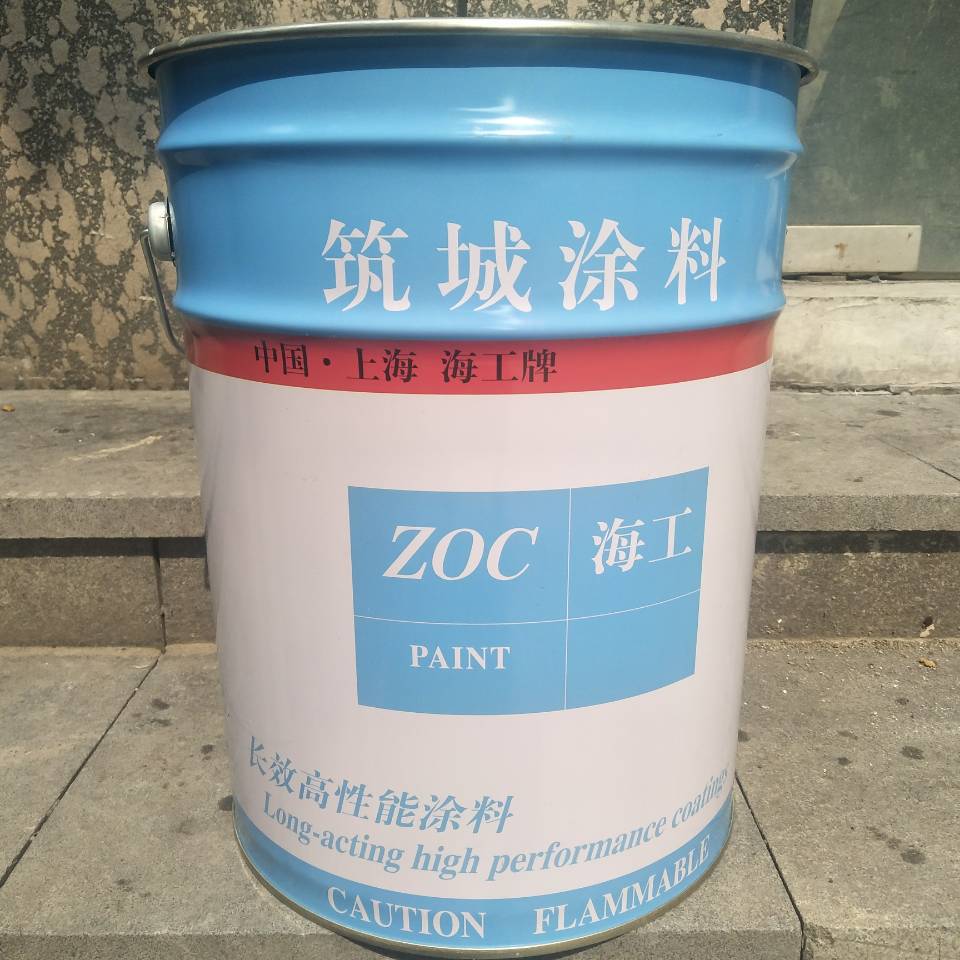 筑城涂料
中国·上海 海工牌
ZOC 海工
PAINT
长效高性能涂料
Long-acting high performance coatings
CAUTION FLAMMABLE